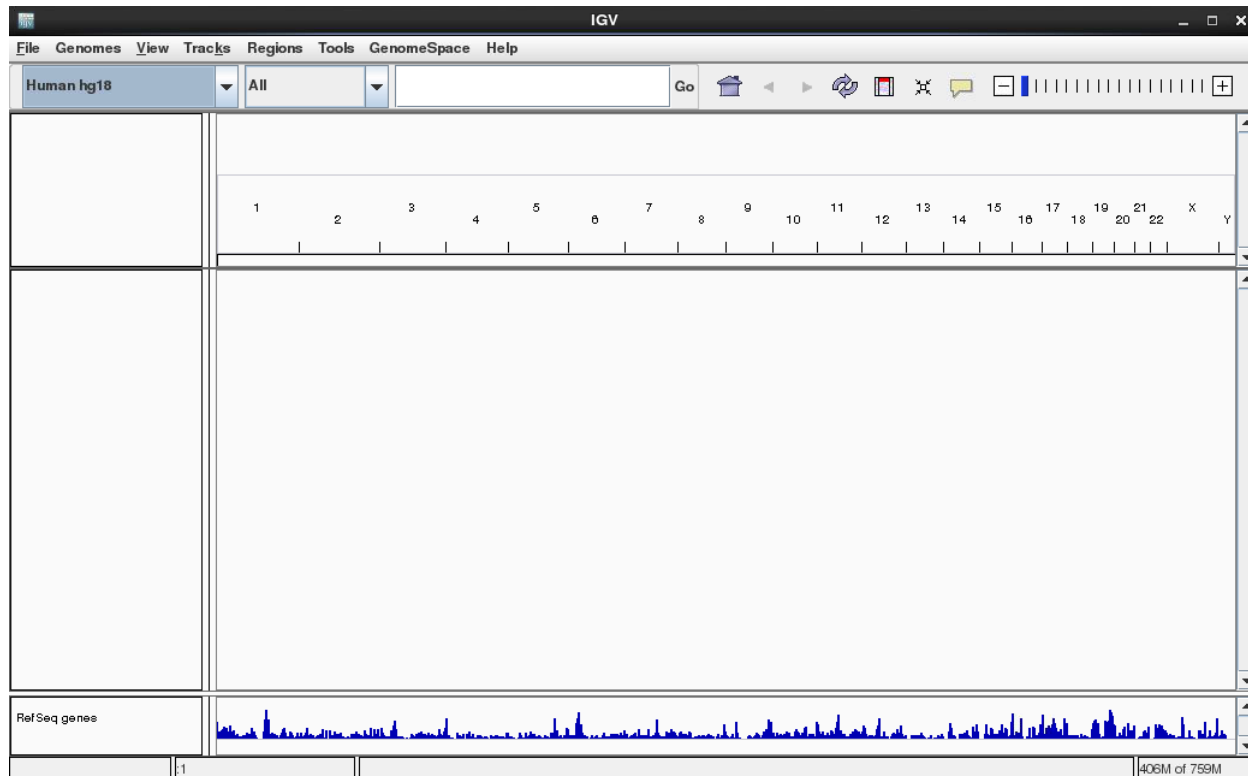 IGV
File Genomes View Tracks Regions Tools GenomeSpace Help
Human hg18 All Go
1 3 5 7 9 11 13 15 17 19 21 X
2 4 6 8 10 12 14 16 18 20 22 Y
RefSeq genes
:1 406M of 759M